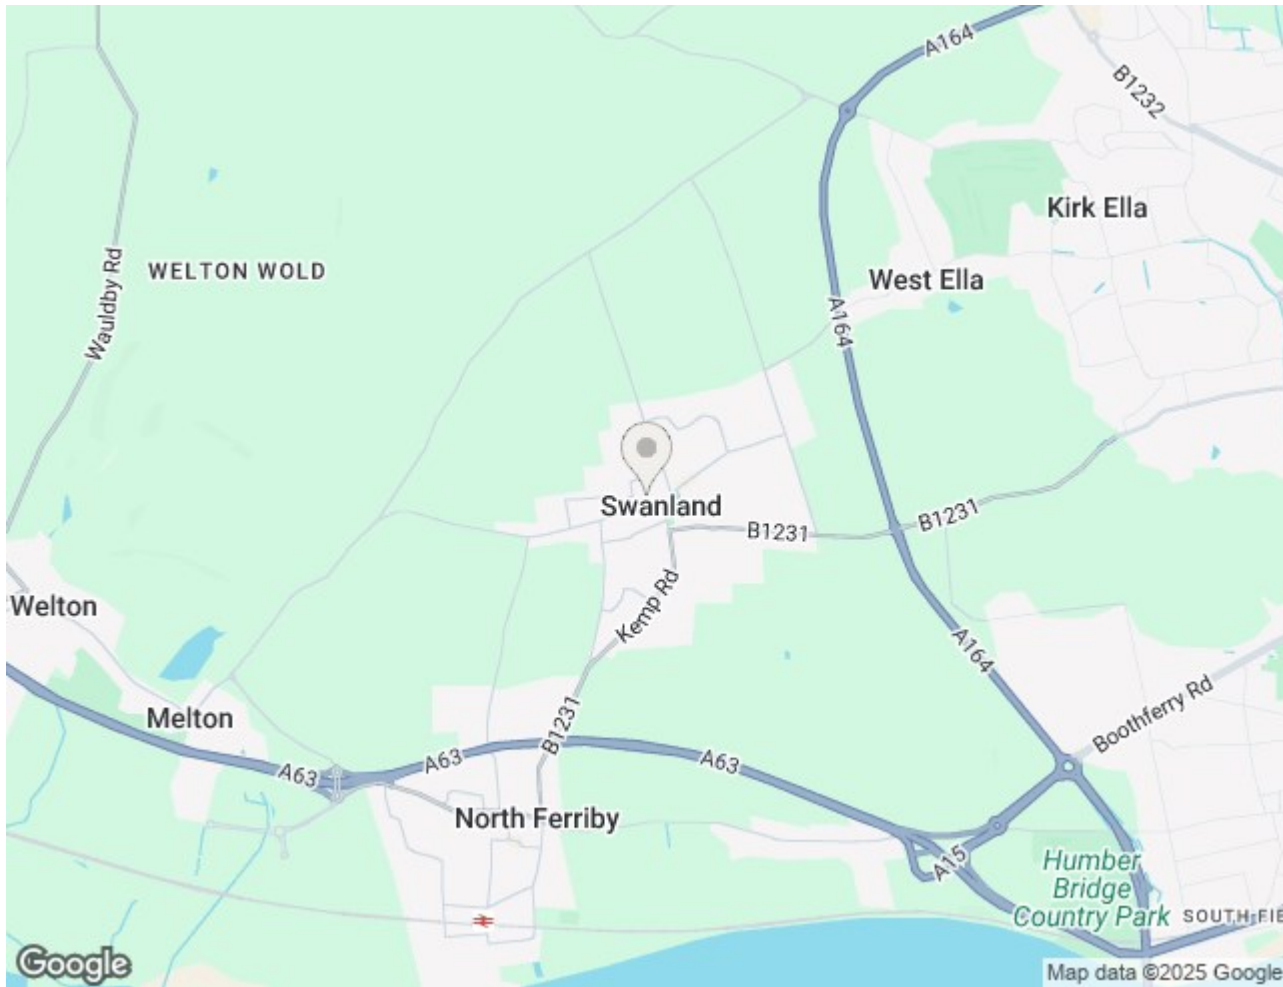 A164
B1232
Kirk Ella
WELTON WOLD
West Ella
Wauldby Rd
A164
Swanland
B1231
B1231
Kemp Rd
Welton
A164
Melton
Boothferry Rd
B1231
A63
A63
A63
North Ferriby
A15
Humber
Bridge
Country Park
SOUTH FIE
Google
Map data ©2025 Google